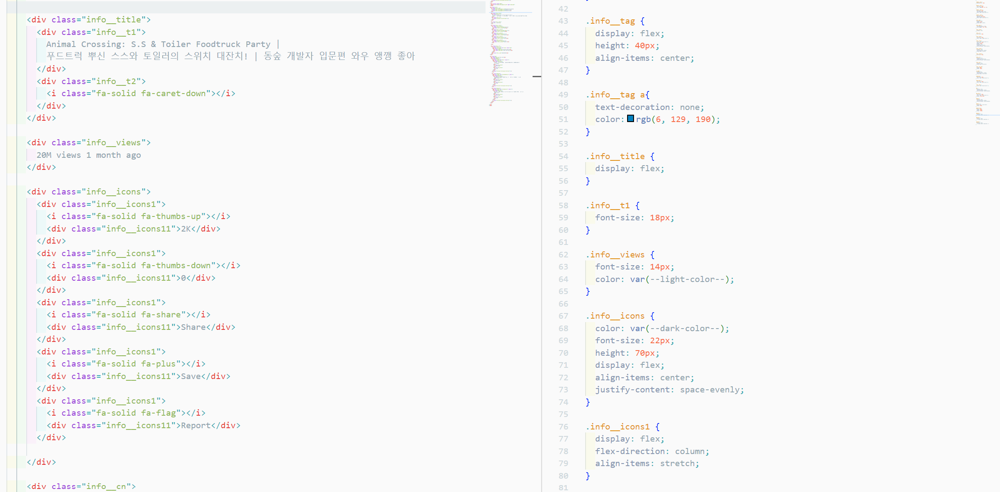 <div class="info__title">
<div class="info__t1">
Animal Crossing: S.S & Toiler Foodtruck Party |
푸드트럭 뿌신 스스와 토일러의 스위치 대잔치! | 동숲 개발자 입문편 와우 앵껭 좋아
</div>
<div class="info__t2">
<i class="fa-solid fa-caret-down"></i>
</div>
</div>
<div class="info__views">
20M views 1 month ago
</div>
<div class="info__icons">
<div class="info__icons1">
<i class="fa-solid fa-thumbs-up"></i>
<div class="info__icons11">2K</div>
</div>
<div class="info__icons1">
<i class="fa-solid fa-thumbs-down"></i>
<div class="info__icons11">0</div>
</div>
<div class="info__icons1">
<i class="fa-solid fa-share"></i>
<div class="info__icons11">Share</div>
</div>
<div class="info__icons1">
<i class="fa-solid fa-plus"></i>
<div class="info__icons11">Save</div>
</div>
<div class="info__icons1">
<i class="fa-solid fa-flag"></i>
<div class="info__icons11">Report</div>
</div>
</div>
<div class="info__cn">
42
43 .info__tag {
44 display: flex;
45 height: 40px;
46 align-items: center;
47 }
48
49 .info__tag a{
50 text-decoration: none;
51 color: rgb(6, 129, 190);
52 }
53
54 .info__title {
55 display: flex;
56 }
57
58 .info__t1 {
59 font-size: 18px;
60 }
61
62 .info__views {
63 font-size: 14px;
64 color: var(--light-color--);
65 }
66
67 .info__icons {
68 color: var(--dark-color--);
69 font-size: 22px;
70 height: 70px;
71 display: flex;
72 align-items: center;
73 justify-content: space-evenly;
74 }
75
76 .info__icons1 {
77 display: flex;
78 flex-direction: column;
79 align-items: stretch;
80 }
81